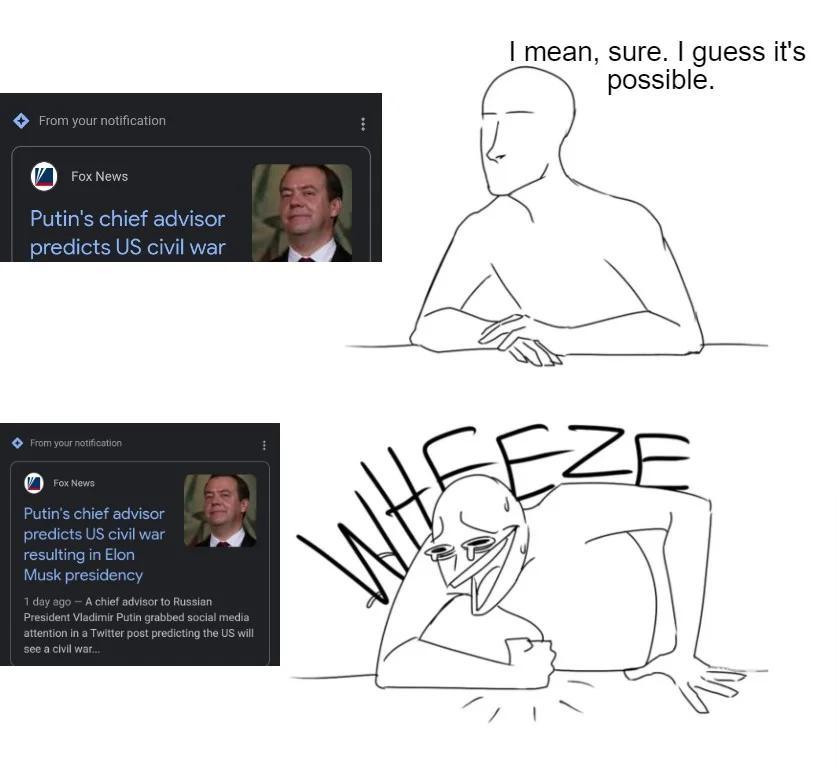 I mean, sure. I guess it's
possible.
From your notification
Fox News
Putin's chief advisor
predicts US civil war
WHEEZE
From your notification
Fox News
Putin's chief advisor
predicts US civil war
resulting in Elon
Musk presidency
1 day ago — A chief advisor to Russian
President Vladimir Putin grabbed social media
attention in a Twitter post predicting the US will
see a civil war...